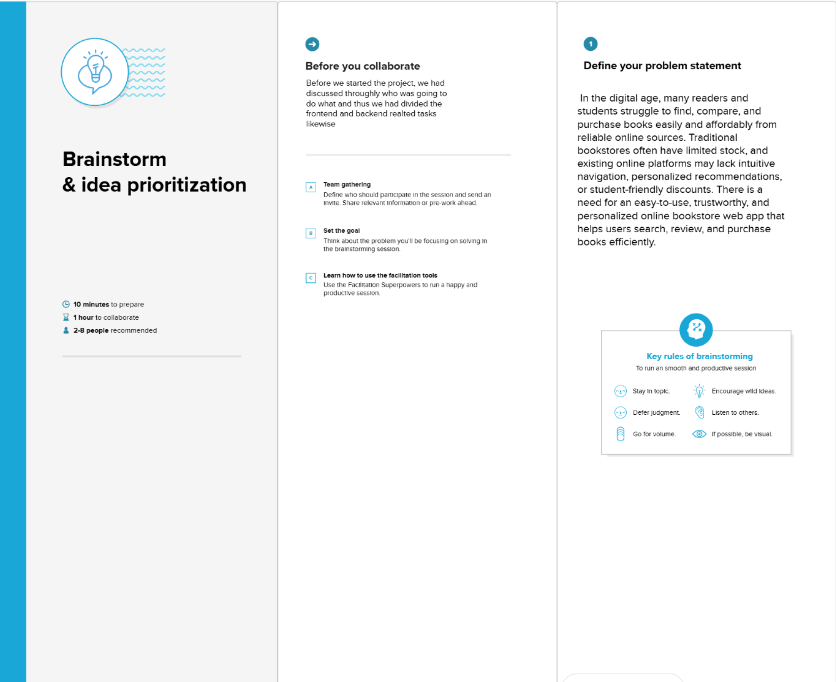 Brainstorm
& idea prioritization
10 minutes to prepare
1 hour to collaborate
2-8 people recommended
Before you collaborate
Before we started the project, we had
discussed throughly who was going to
do what and thus we had divided the
frontend and backend realted tasks
likewise
A
Team gathering
Define who should participate in the session and send an
invite. Share relevant information or pre-work ahead.
B
Set the goal
Think about the problem you'll be focusing on solving in
the brainstorming session.
C
Learn how to use the facilitation tools
Use the Facilitation Superpowers to run a happy and
productive session.
1
Define your problem statement
In the digital age, many readers and
students struggle to find, compare, and
purchase books easily and affordably from
reliable online sources. Traditional
bookstores often have limited stock, and
existing online platforms may lack intuitive
navigation, personalized recommendations,
or student-friendly discounts. There is a
need for an easy-to-use, trustworthy, and
personalized online bookstore web app that
helps users search, review, and purchase
books efficiently.
Key rules of brainstorming
To run an smooth and productive session
Stay in topic.
Encourage wild ideas.
Defer judgment.
Listen to others.
Go for volume.
If possible, be visual.